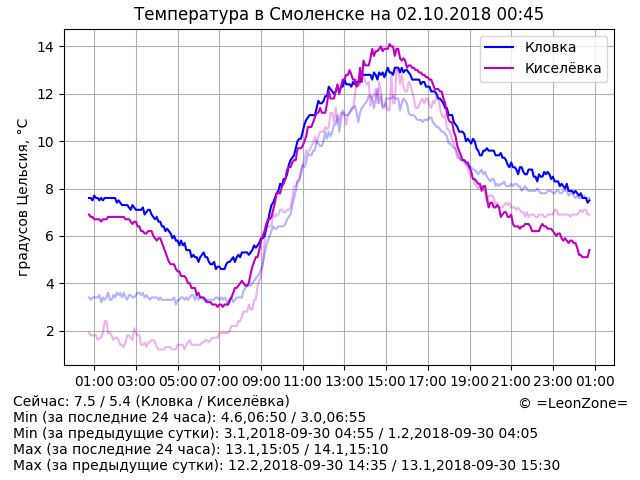 Температура в Смоленске на 02.10.2018 00:45
градусов Цельсия, °C
14
12
10
8
6
4
2
Кловка
Киселёвка
01:00 03:00 05:00 07:00 09:00 11:00 13:00 15:00 17:00 19:00 21:00 23:00 01:00
Сейчас: 7.5 / 5.4 (Кловка / Киселёвка)
© =LeonZone=
Min (за последние 24 часа): 4.6,06:50 / 3.0,06:55
Min (за предыдущие сутки): 3.1,2018-09-30 04:55 / 1.2,2018-09-30 04:05
Max (за последние 24 часа): 13.1,15:05 / 14.1,15:10
Max (за предыдущие сутки): 12.2,2018-09-30 14:35 / 13.1,2018-09-30 15:30